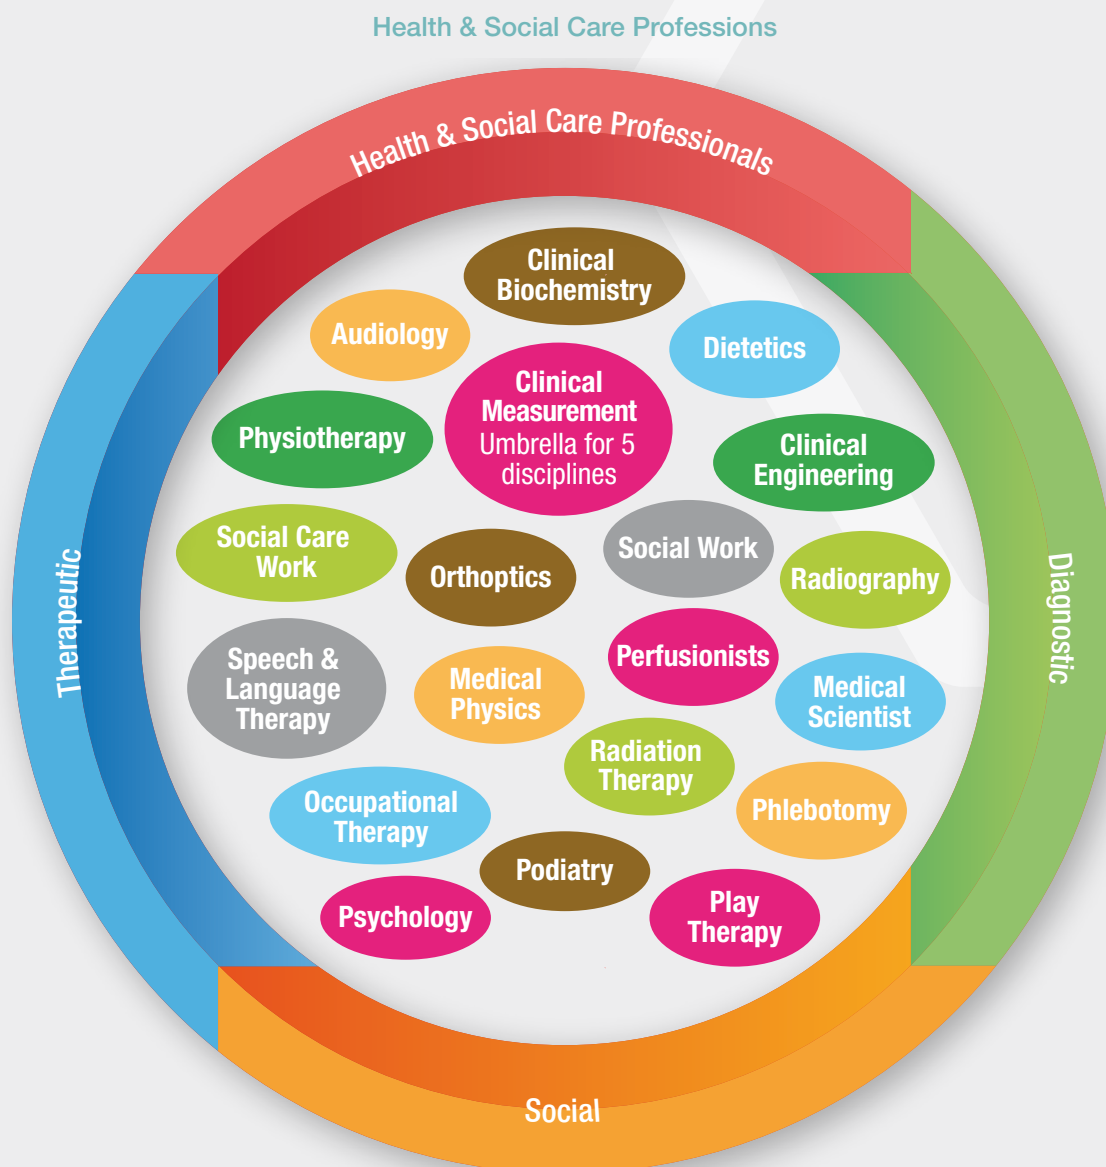 Health & Social Care Professions
Health & Social Care Professionals
Clinical
Biochemistry
Audiology
Dietetics
Clinical
Measurement
Umbrella for 5
disciplines
Physiotherapy
Clinical
Engineering
Social Care
Work
Orthoptics
Social Work
Radiography
Therapeutic
Diagnostic
Speech &
Language
Therapy
Medical
Physics
Perfusionists
Medical
Scientist
Radiation
Therapy
Occupational
Therapy
Phlebotomy
Podiatry
Psychology
Play
Therapy
Social